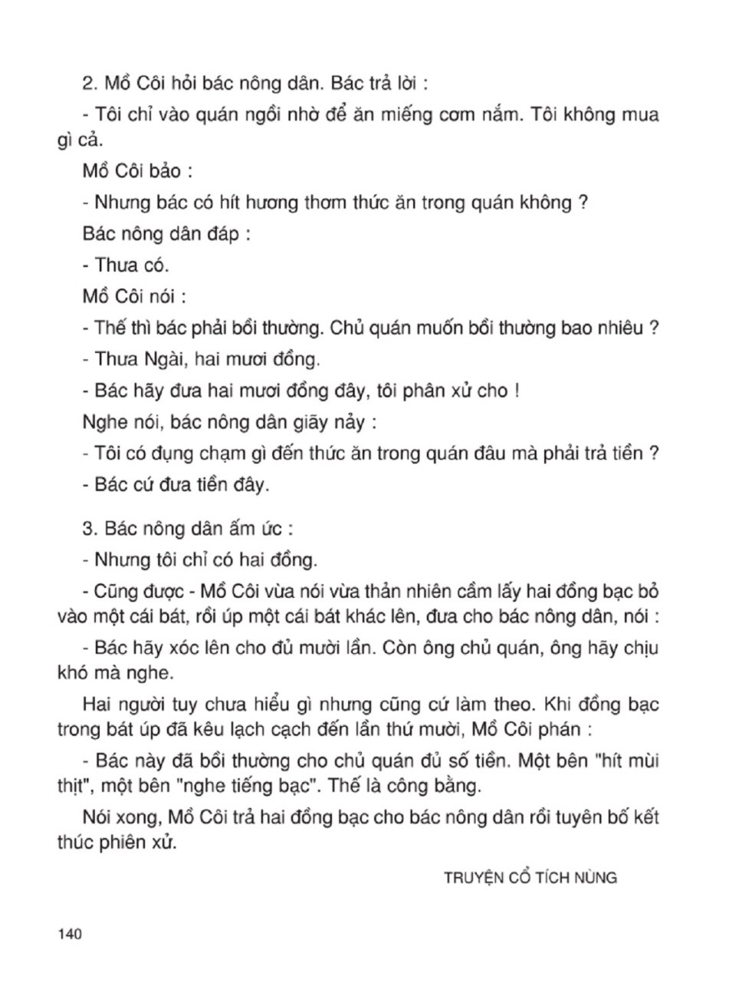 2. Mồ Côi hỏi bác nông dân. Bác trả lời :
- Tôi chỉ vào quán ngồi nhờ để ăn miếng cơm nắm. Tôi không mua
gì cả.
Mồ Côi bảo :
- Nhưng bác có hít hương thơm thức ăn trong quán không ?
Bác nông dân đáp :
- Thưa có.
Mồ Côi nói :
- Thế thì bác phải bồi thường. Chủ quán muốn bồi thường bao nhiêu ?
- Thưa Ngài, hai mươi đồng.
- Bác hãy đưa hai mươi đồng đây, tôi phân xử cho !
Nghe nói, bác nông dân giãy nảy :
- Tôi có đụng chạm gì đến thức ăn trong quán đâu mà phải trả tiền ?
- Bác cứ đưa tiền đây.
3. Bác nông dân ấm ức :
- Nhưng tôi chỉ có hai đồng.
- Cũng được - Mồ Côi vừa nói vừa thản nhiên cầm lấy hai đồng bạc bỏ
vào một cái bát, rồi úp một cái bát khác lên, đưa cho bác nông dân, nói :
- Bác hãy xóc lên cho đủ mười lần. Còn ông chủ quán, ông hãy chịu
khó mà nghe.
Hai người tuy chưa hiểu gì nhưng cũng cứ làm theo. Khi đồng bạc
trong bát úp đã kêu lạch cạch đến lần thứ mười, Mồ Côi phán :
- Bác này đã bồi thường cho chủ quán đủ số tiền. Một bên "hít mùi
thịt", một bên "nghe tiếng bạc". Thế là công bằng.
Nói xong, Mồ Côi trả hai đồng bạc cho bác nông dân rồi tuyên bố kết
thúc phiên xử.
TRUYỆN CỔ TÍCH NÙNG
140